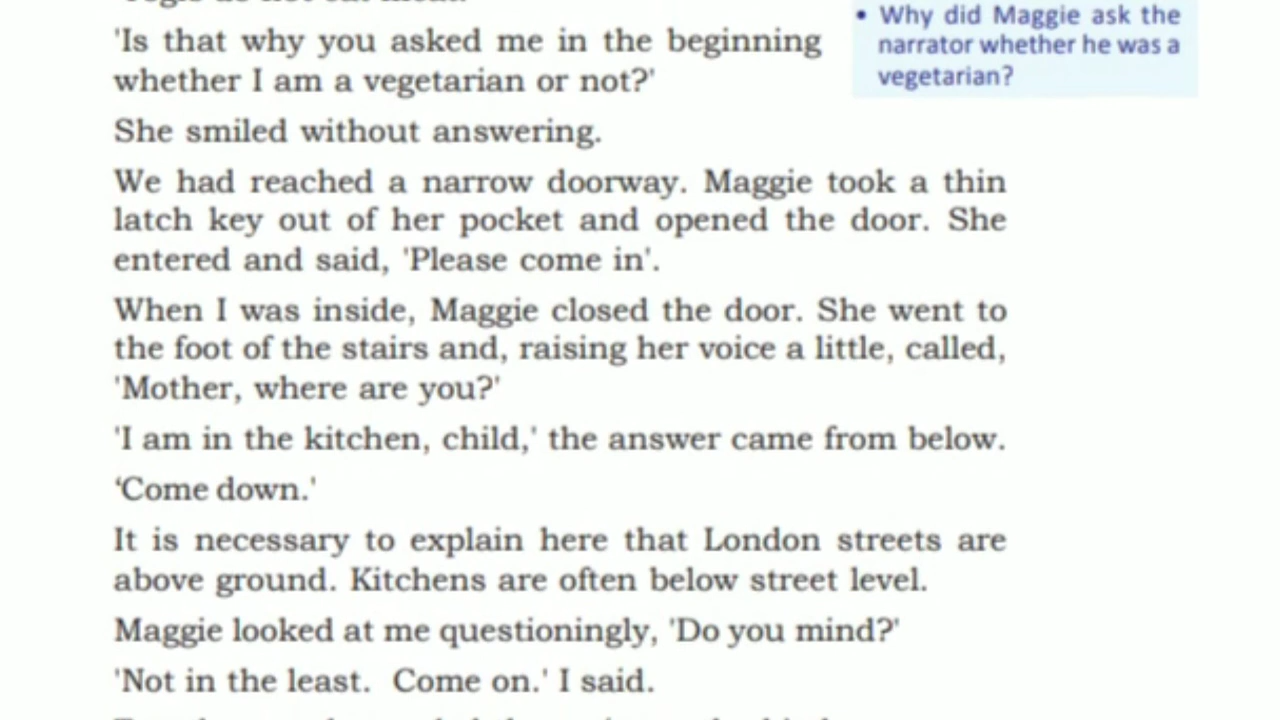 'Is that why you asked me in the beginning
whether I am a vegetarian or not?'
She smiled without answering.
We had reached a narrow doorway. Maggie took a thin
latch key out of her pocket and opened the door. She
entered and said, 'Please come in'.
When I was inside, Maggie closed the door. She went to
the foot of the stairs and, raising her voice a little, called,
'Mother, where are you?'
'I am in the kitchen, child,' the answer came from below.
‘Come down.'
It is necessary to explain here that London streets are
above ground. Kitchens are often below street level.
Maggie looked at me questioningly, 'Do you mind?'
'Not in the least. Come on.' I said.
• Why did Maggie ask the
narrator whether he was a
vegetarian?